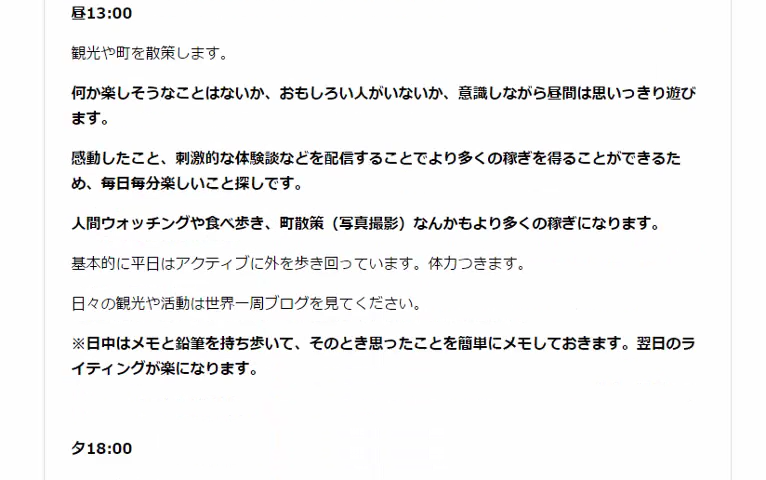 昼13:00
観光や町を散策します。
何か楽しそうなことはないか、おもしろい人がいないか、意識しながら昼間は思いっきり遊び
ます。
感動したこと、刺激的な体験談などを配信することでより多くの稼ぎを得ることができるた
め、毎日毎分楽しいこと探しです。
人間ウォッチングや食べ歩き、町散策（写真撮影）なんかもより多くの稼ぎになります。
基本的に平日はアクティブに外を歩き回っています。体力つきます。
日々の観光や活動は世界一周ブログを見てください。
※日中はメモと鉛筆を持ち歩いて、そのとき思ったことを簡単にメモしておきます。翌日のラ
イティングが楽になります。
夕18:00